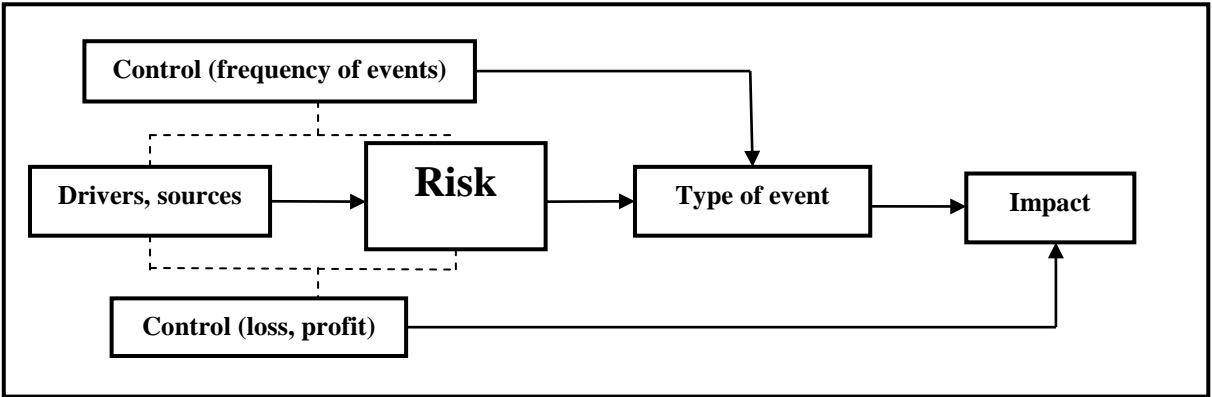 Control (frequency of events)
Drivers, sources
Risk
Type of event
Impact
Control (loss, profit)